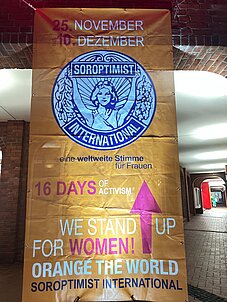 25. NOVEMBER
10. DEZEMBER
SOROPTIMIST
INTERNATIONAL
eine weltweite Stimme
für Frauen
16 DAYS OF ACTIVISM
WE STAND UP
FOR WOMEN!
ORANGE THE WORLD
SOROPTIMIST INTERNATIONAL